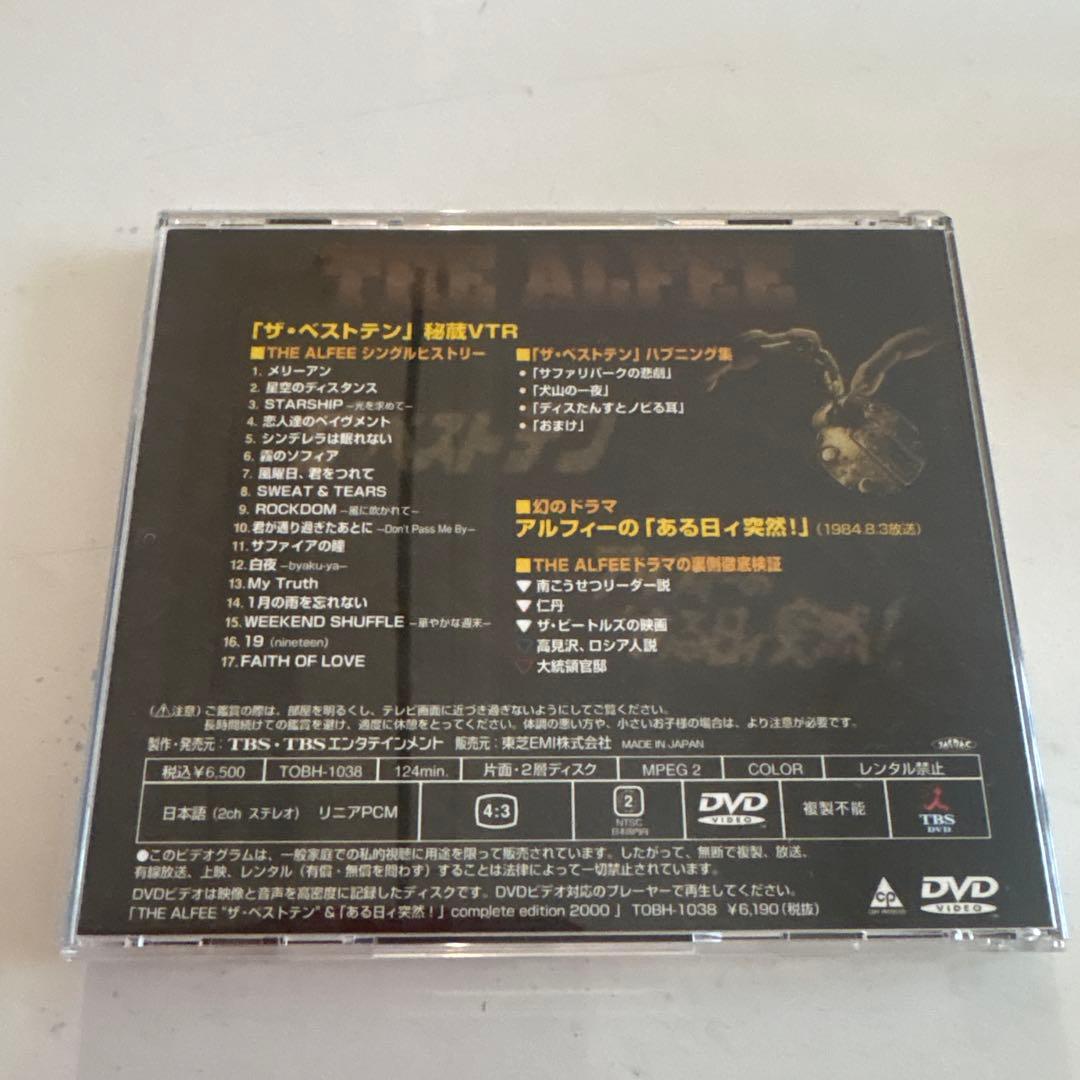 THE ALFEE
「ザ・ベストテン」秘蔵VTR
■THE ALFEE シングルヒストリー
1. メリーアン
2. 星空のディスタンス
3. STARSHIP −光を求めて−
4. 恋人達のペイヴメント
5. シンデレラは眠れない
6. 霧のソフィア
7. 風曜日、君をつれて
8. SWEAT & TEARS
9. ROCKDOM −風に吹かれて−
10. 君が通り過ぎたあとに −Don't Pass Me By−
11. サファイアの瞳
12. 白夜 −byaku-ya−
13. My Truth
14. 1月の雨を忘れない
15. WEEKEND SHUFFLE −華やかな週末−
16. 19 (nineteen)
17. FAITH OF LOVE
■「ザ・ベストテン」ハプニング集
•「サファリパークの悲劇」
•「犬山の一夜」
•「ディスたんすとノビる耳」
•「おまけ」
■幻のドラマ
アルフィーの「ある日ィ突然!」(1984.8.3放送)
■THE ALFEEドラマの裏側徹底検証
▼南こうせつリーダー説
▼仁丹
▼ザ・ビートルズの映画
▼高見沢、ロシア人説
▼大統領官邸
(⚠注意) ご鑑賞の際は、部屋を明るくし、テレビ画面に近づき過ぎないようにしてご覧ください。
長時間続けての鑑賞を避け、適度に休憩をとってください。体調の悪い方や、小さいお子様の場合は、より注意が必要です。
製作・発売元:TBS・TBSエンタテインメント 販売元:東芝EMI株式会社 MADE IN JAPAN
税込¥6,500 TOBH-1038 124min. 片面・2層ディスク MPEG 2 COLOR レンタル禁止
日本語 (2ch ステレオ) リニアPCM 4:3 2 NTSC 日本国内向 DVD VIDEO 複製不能 TBS DVD
●このビデオグラムは、一般家庭での私的視聴に用途を限って販売されています。したがって、無断で複製、放送、
有線放送、上映、レンタル(有償・無償を問わず)することは法律によって一切禁止されています。
DVDビデオは映像と音声を高密度に記録したディスクです。DVDビデオ対応のプレーヤーで再生してください。
「THE ALFEE "ザ・ベストテン" &「ある日ィ突然!」complete edition 2000」 TOBH-1038 ¥6,190(税抜)
cp
DVD VIDEO